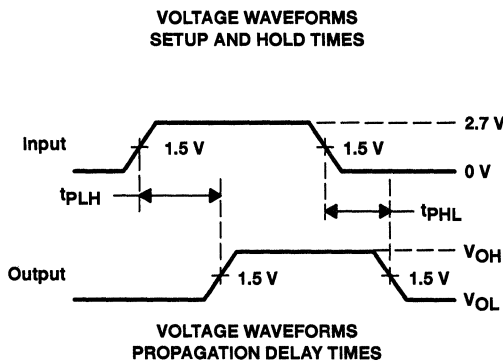 VOLTAGE WAVEFORMS
SETUP AND HOLD TIMES
2.7 V
Input
1.5 V
1.5 V
0 V
tPLH
tPHL
VOH
Output
1.5 V
1.5 V
VOL
VOLTAGE WAVEFORMS
PROPAGATION DELAY TIMES